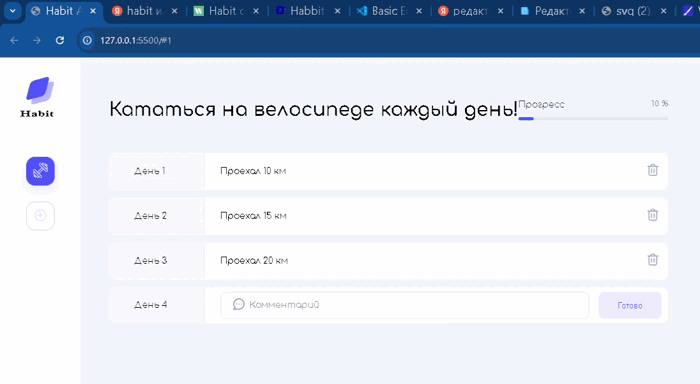 Habit A
habit и
Habit c
Habbit
Basic E
редакт
Редакт
svg (2)
127.0.0.1:5500/#1
Habit
Кататься на велосипеде каждый день!
Прогресс
10 %
День 1
Проехал 10 км
День 2
Проехал 15 км
День 3
Проехал 20 км
День 4
Комментарий
Готово